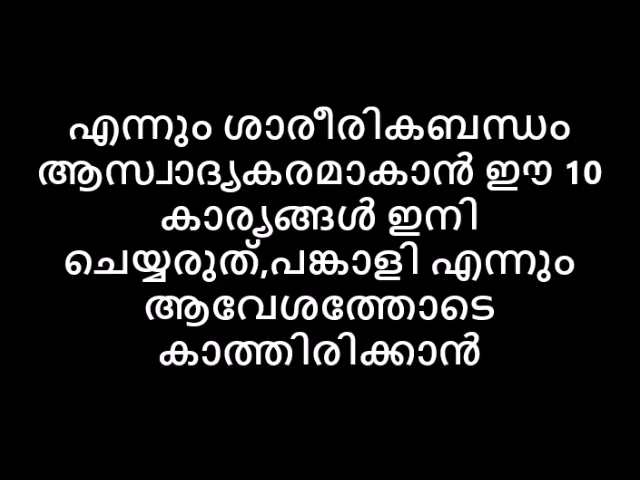 എന്നും ശാരീരികബന്ധം
ആസ്വാദ്യകരമാകാൻ ഈ 10
കാര്യങ്ങൾ ഇനി
ചെയ്യരുത്,പങ്കാളി എന്നും
ആവേശത്തോടെ
കാത്തിരിക്കാൻ